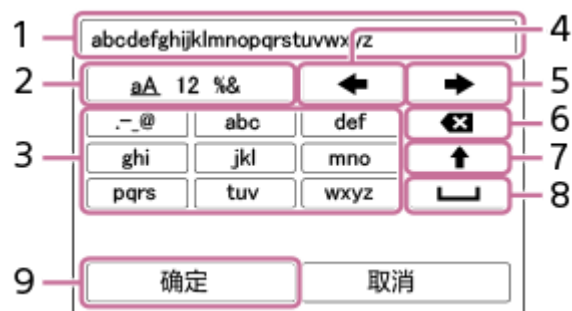 1 abcdefghijklmnopqrstuvwxyz 4
2 aA 12 %& 5
.-_@ abc def 6
3 ghi jkl mno 7
pqrs tuv wxyz 8
9 确定 取消